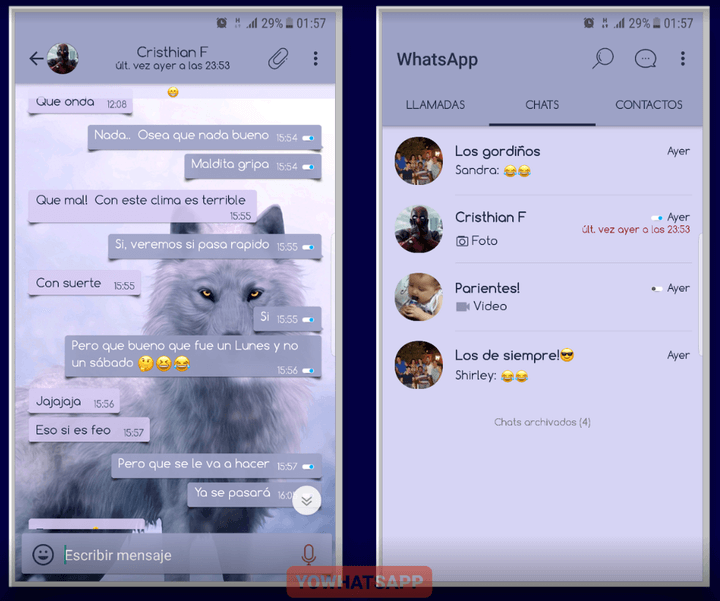 29% 01:57
Cristhian F
últ. vez ayer a las 23:53
Que onda 12:08
Nada.. Osea que nada bueno 15:54
Maldita gripa 15:54
Que mal! Con este clima es terrible
15:55
Si, veremos si pasa rapido 15:55
Con suerte 15:55
Si 15:55
Pero que bueno que fue un Lunes y no
un sábado 🤔😆😂
15:56
Jajajaja 15:56
Eso si es feo 15:57
Pero que se le va a hacer 15:57
Ya se pasará
Escribir mensaje
29% 01:57
WhatsApp
LLAMADAS CHATS CONTACTOS
Los gordiños Ayer
Sandra: 😂😂
Cristhian F Ayer
últ. vez ayer a las 23:53
Foto
Parientes! Ayer
Video
Los de siempre!😎 Ayer
Shirley: 😂😂
Chats archivados (4)
YOWHATSAPP